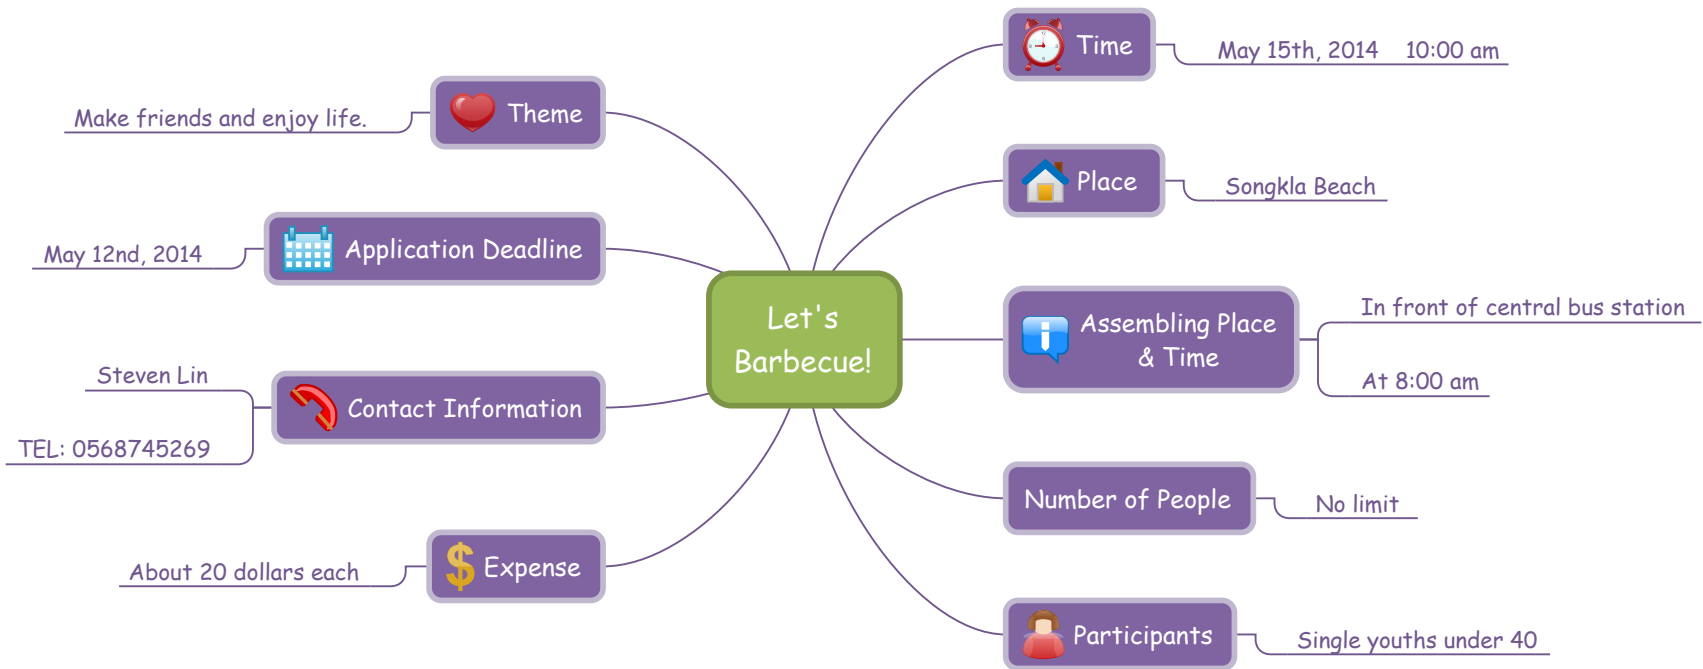 Let's
Barbecue!
Time
May 15th, 2014 10:00 am
Place
Songkla Beach
Assembling Place
& Time
In front of central bus station
At 8:00 am
Number of People
No limit
Participants
Single youths under 40
Theme
Make friends and enjoy life.
Application Deadline
May 12nd, 2014
Contact Information
Steven Lin
TEL: 0568745269
Expense
About 20 dollars each